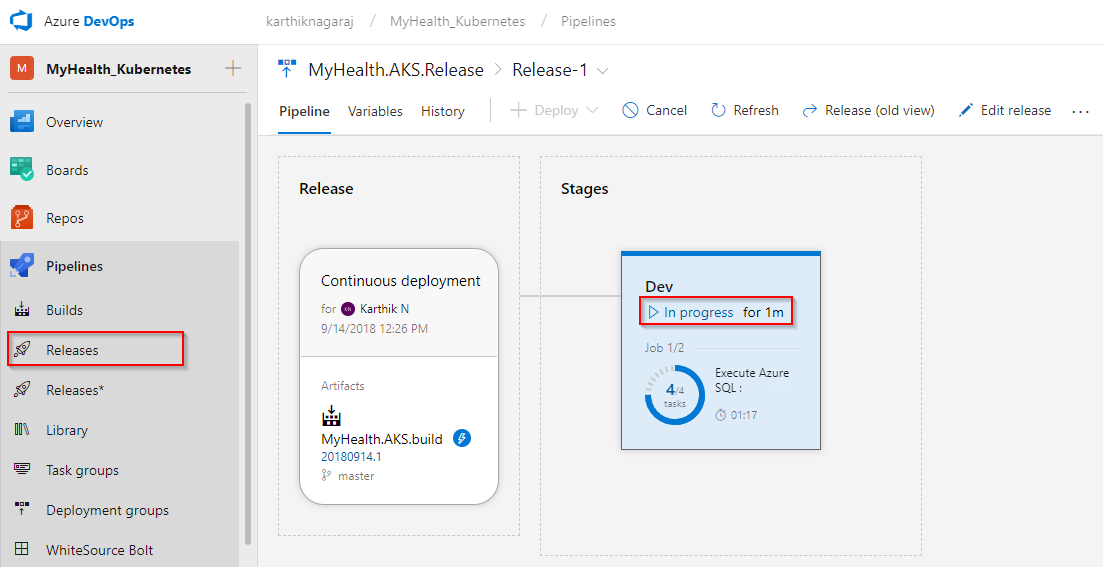 Azure DevOps
karthiknagaraj / MyHealth_Kubernetes / Pipelines
M MyHealth_Kubernetes
Overview
Boards
Repos
Pipelines
Builds
Releases
Releases*
Library
Task groups
Deployment groups
WhiteSource Bolt
MyHealth.AKS.Release > Release-1
Pipeline Variables History Deploy Cancel Refresh Release (old view) Edit release ...
Release
Continuous deployment
for KN Karthik N
9/14/2018 12:26 PM
Artifacts
MyHealth.AKS.build
20180914.1
master
Stages
Dev
In progress for 1m
Job 1/2
4/4
tasks
Execute Azure
SQL :
01:17